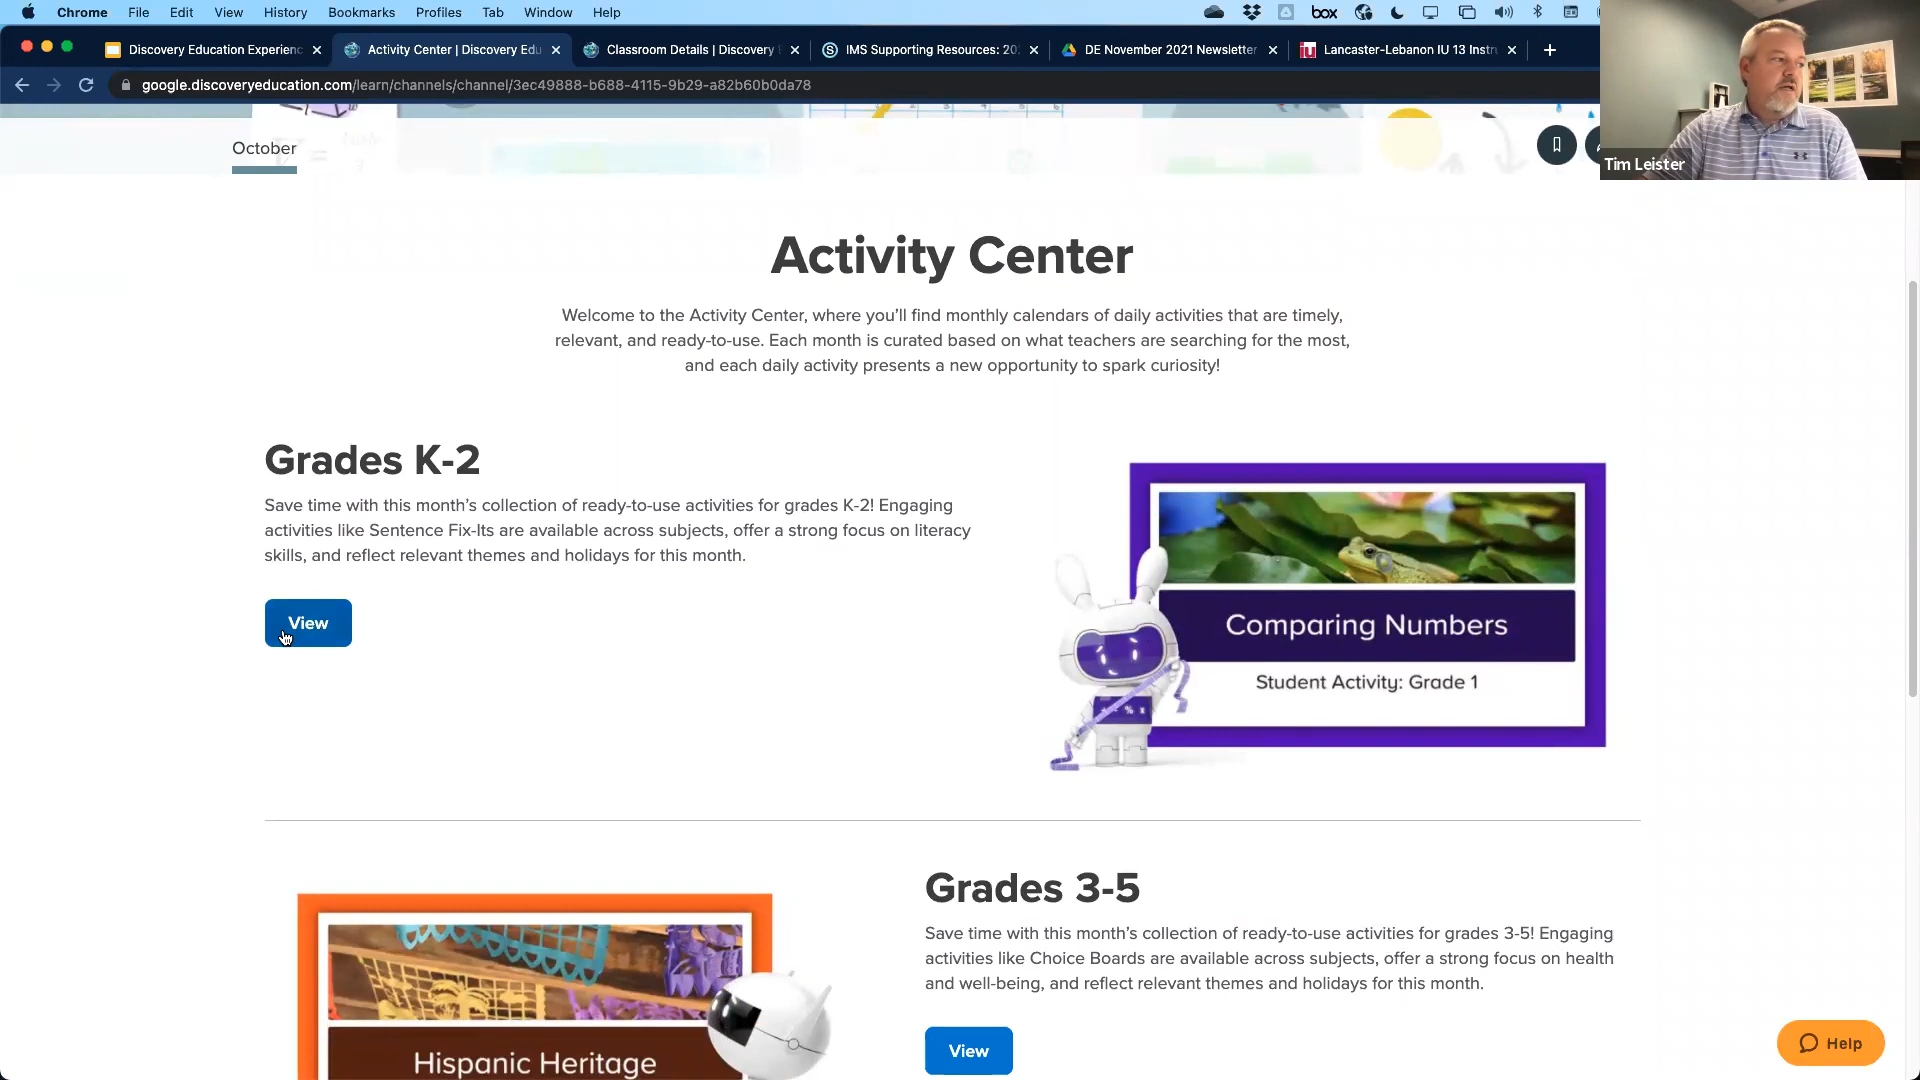 Chrome File Edit View History Bookmarks Profiles Tab Window Help
box
Discovery Education Experienc
Activity Center | Discovery Edu
Classroom Details | Discovery
IMS Supporting Resources: 20
DE November 2021 Newsletter
Lancaster-Lebanon IU 13 Instru
google.discoveryeducation.com/learn/channels/channel/3ec49888-b688-4115-9b29-a82b60b0da78
October
Tim Leister
Activity Center
Welcome to the Activity Center, where you'll find monthly calendars of daily activities that are timely,
relevant, and ready-to-use. Each month is curated based on what teachers are searching for the most,
and each daily activity presents a new opportunity to spark curiosity!
Grades K-2
Save time with this month's collection of ready-to-use activities for grades K-2! Engaging
activities like Sentence Fix-Its are available across subjects, offer a strong focus on literacy
skills, and reflect relevant themes and holidays for this month.
View
Comparing Numbers
Student Activity: Grade 1
Grades 3-5
Save time with this month's collection of ready-to-use activities for grades 3-5! Engaging
activities like Choice Boards are available across subjects, offer a strong focus on health
and well-being, and reflect relevant themes and holidays for this month.
View
Hispanic Heritage
Help